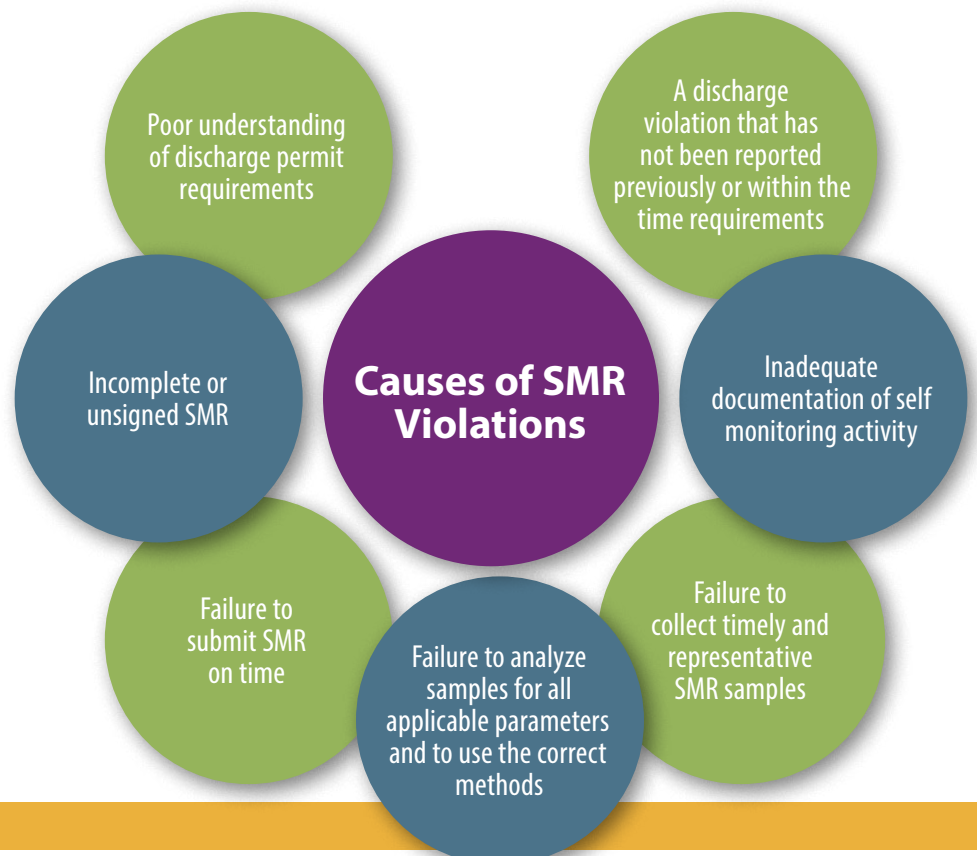 Poor understanding
of discharge permit
requirements
A discharge
violation that has
not been reported
previously or within the
time requirements
Incomplete or
unsigned SMR
Causes of SMR
Violations
Inadequate
documentation of self
monitoring activity
Failure to
submit SMR
on time
Failure to analyze
samples for all
applicable parameters
and to use the correct
methods
Failure to
collect timely and
representative
SMR samples